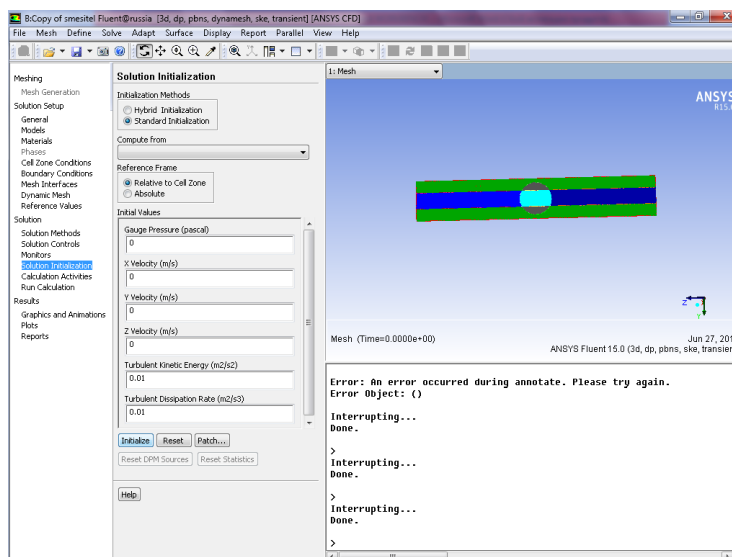 B:Copy of smesitel Fluent@russia [3d, dp, pbns, dynamesh, ske, transient] [ANSYS CFD]
File Mesh Define Solve Adapt Surface Display Report Parallel View Help
Meshing
Mesh Generation
Solution Setup
General
Models
Materials
Phases
Cell Zone Conditions
Boundary Conditions
Mesh Interfaces
Dynamic Mesh
Reference Values
Solution
Solution Methods
Solution Controls
Monitors
Solution Initialization
Calculation Activities
Run Calculation
Results
Graphics and Animations
Plots
Reports
Solution Initialization
Initialization Methods
Hybrid Initialization
Standard Initialization
Compute from
Reference Frame
Relative to Cell Zone
Absolute
Initial Values
Gauge Pressure (pascal)
0
X Velocity (m/s)
0
Y Velocity (m/s)
0
Z Velocity (m/s)
0
Turbulent Kinetic Energy (m2/s2)
0.01
Turbulent Dissipation Rate (m2/s3)
0.01
Initialize Reset Patch...
Reset DPM Sources Reset Statistics
Help
1: Mesh
ANSYS
R15.0
Z X
Y
Mesh (Time=0.0000e+00)
Jun 27, 201
ANSYS Fluent 15.0 (3d, dp, pbns, ske, transien
Error: An error occurred during annotate. Please try again.
Error Object: ()
Interrupting...
Done.
>
Interrupting...
Done.
>
Interrupting...
Done.
>